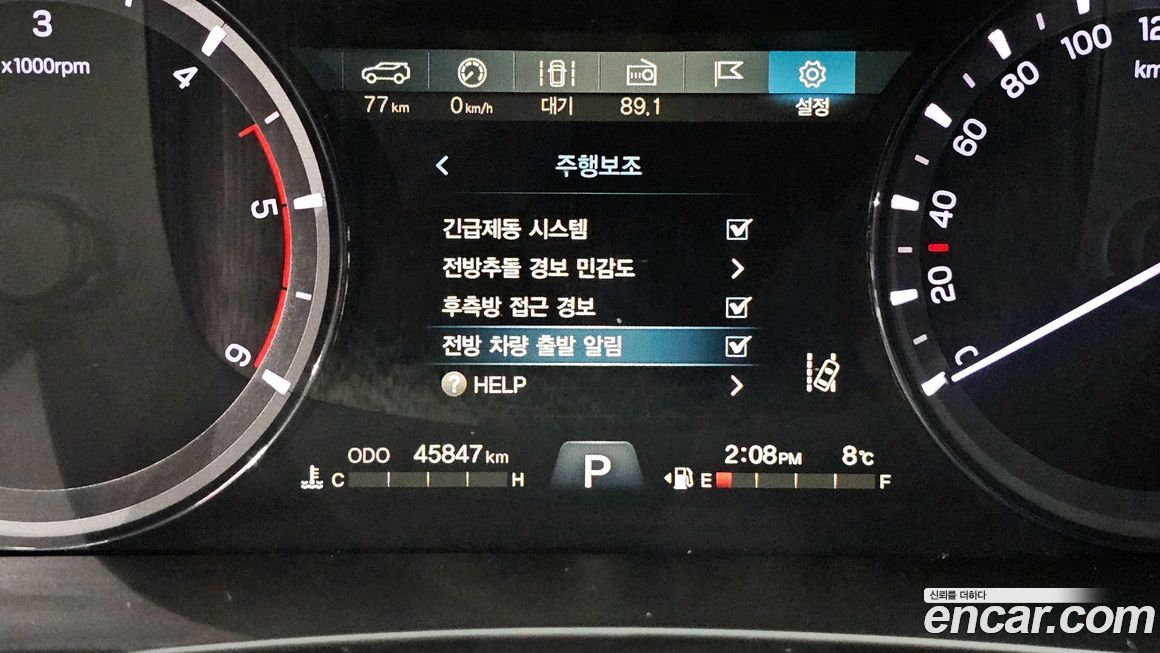 3
x1000rpm
4
5
6
77 km
0 km/h
대기
89.1
설정
주행보조
긴급제동 시스템
전방추돌 경보 민감도
후측방 접근 경보
전방 차량 출발 알림
? HELP
ODO 45847 km
C H
P
2:08 PM 8℃
E F
20
40
60
80
100
신뢰를 더하다
encar.com